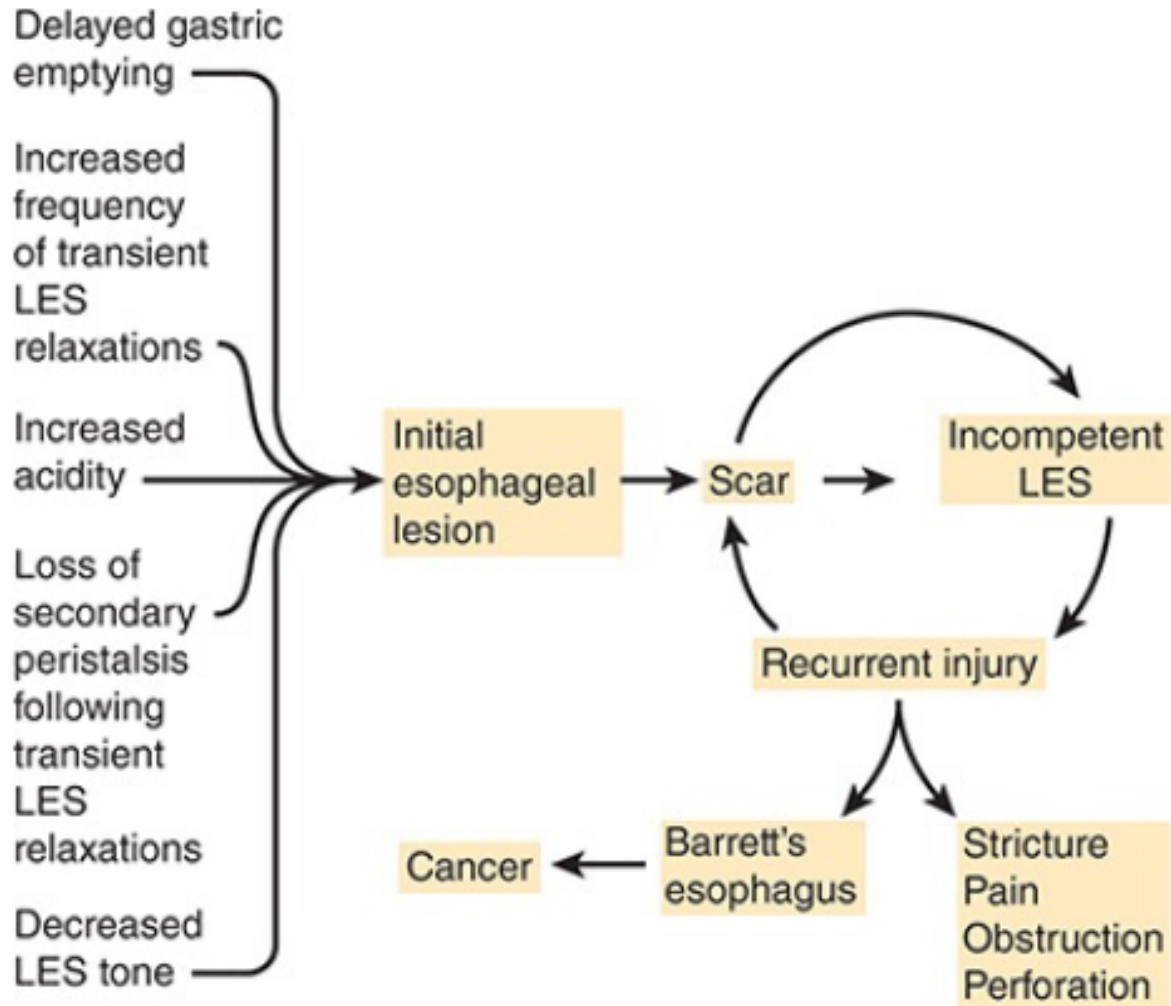 Delayed gastric
emptying
Increased
frequency
of transient
LES
relaxations
Increased
acidity
Loss of
secondary
peristalsis
following
transient
LES
relaxations
Decreased
LES tone
Initial
esophageal
lesion
Scar
Incompetent
LES
Recurrent injury
Barrett's
esophagus
Cancer
Stricture
Pain
Obstruction
Perforation